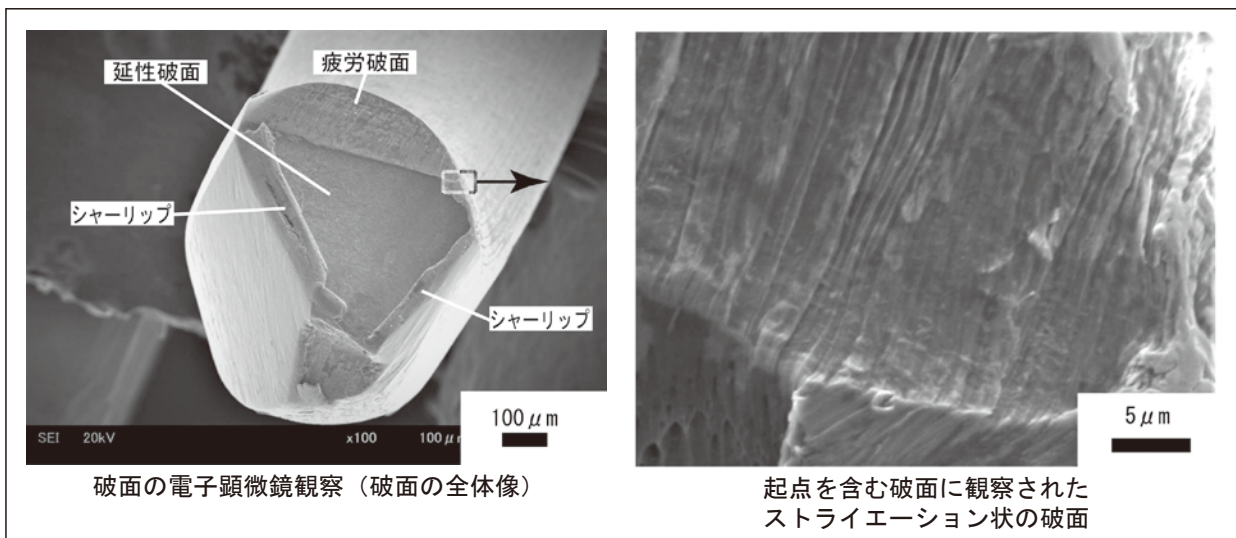 疲労破面
延性破面
シャーリップ
シャーリップ
100μm
SEI 20kV x100 100μm
破面の電子顕微鏡観察（破面の全体像）
5μm
起点を含む破面に観察された
ストライエーション状の破面